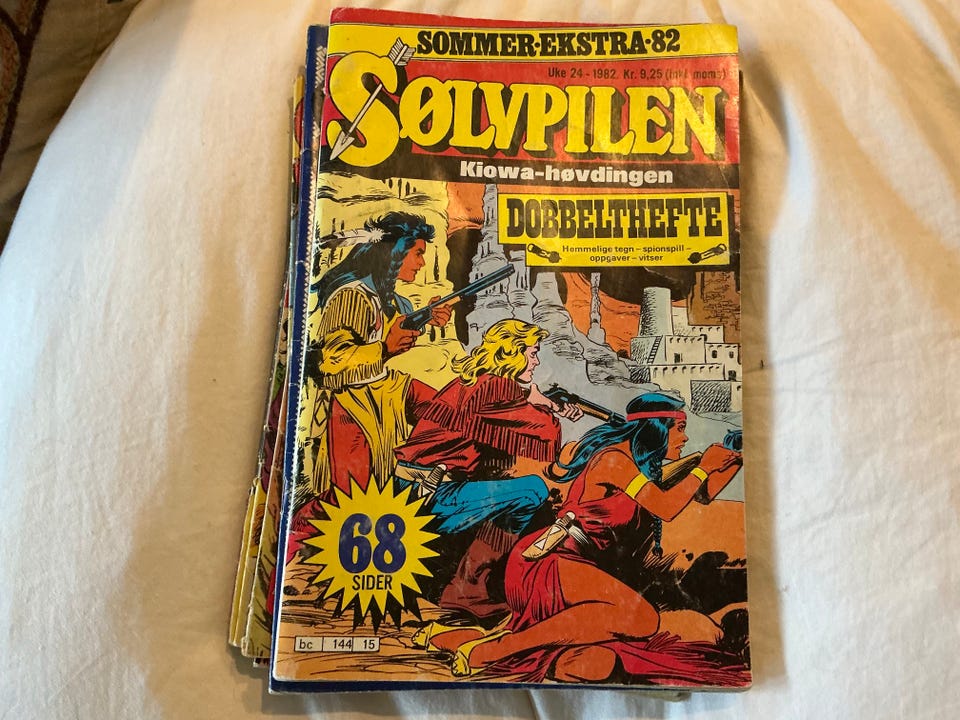 SOMMER-EKSTRA-82
Uke 24 - 1982. Kr. 9,25 (inkl. moms)
SØLVPILEN
Kiowa-høvdingen
DOBBELTHEFTE
Hemmelige tegn – spionspill –
oppgaver – vitser
68
SIDER
bc 144 15